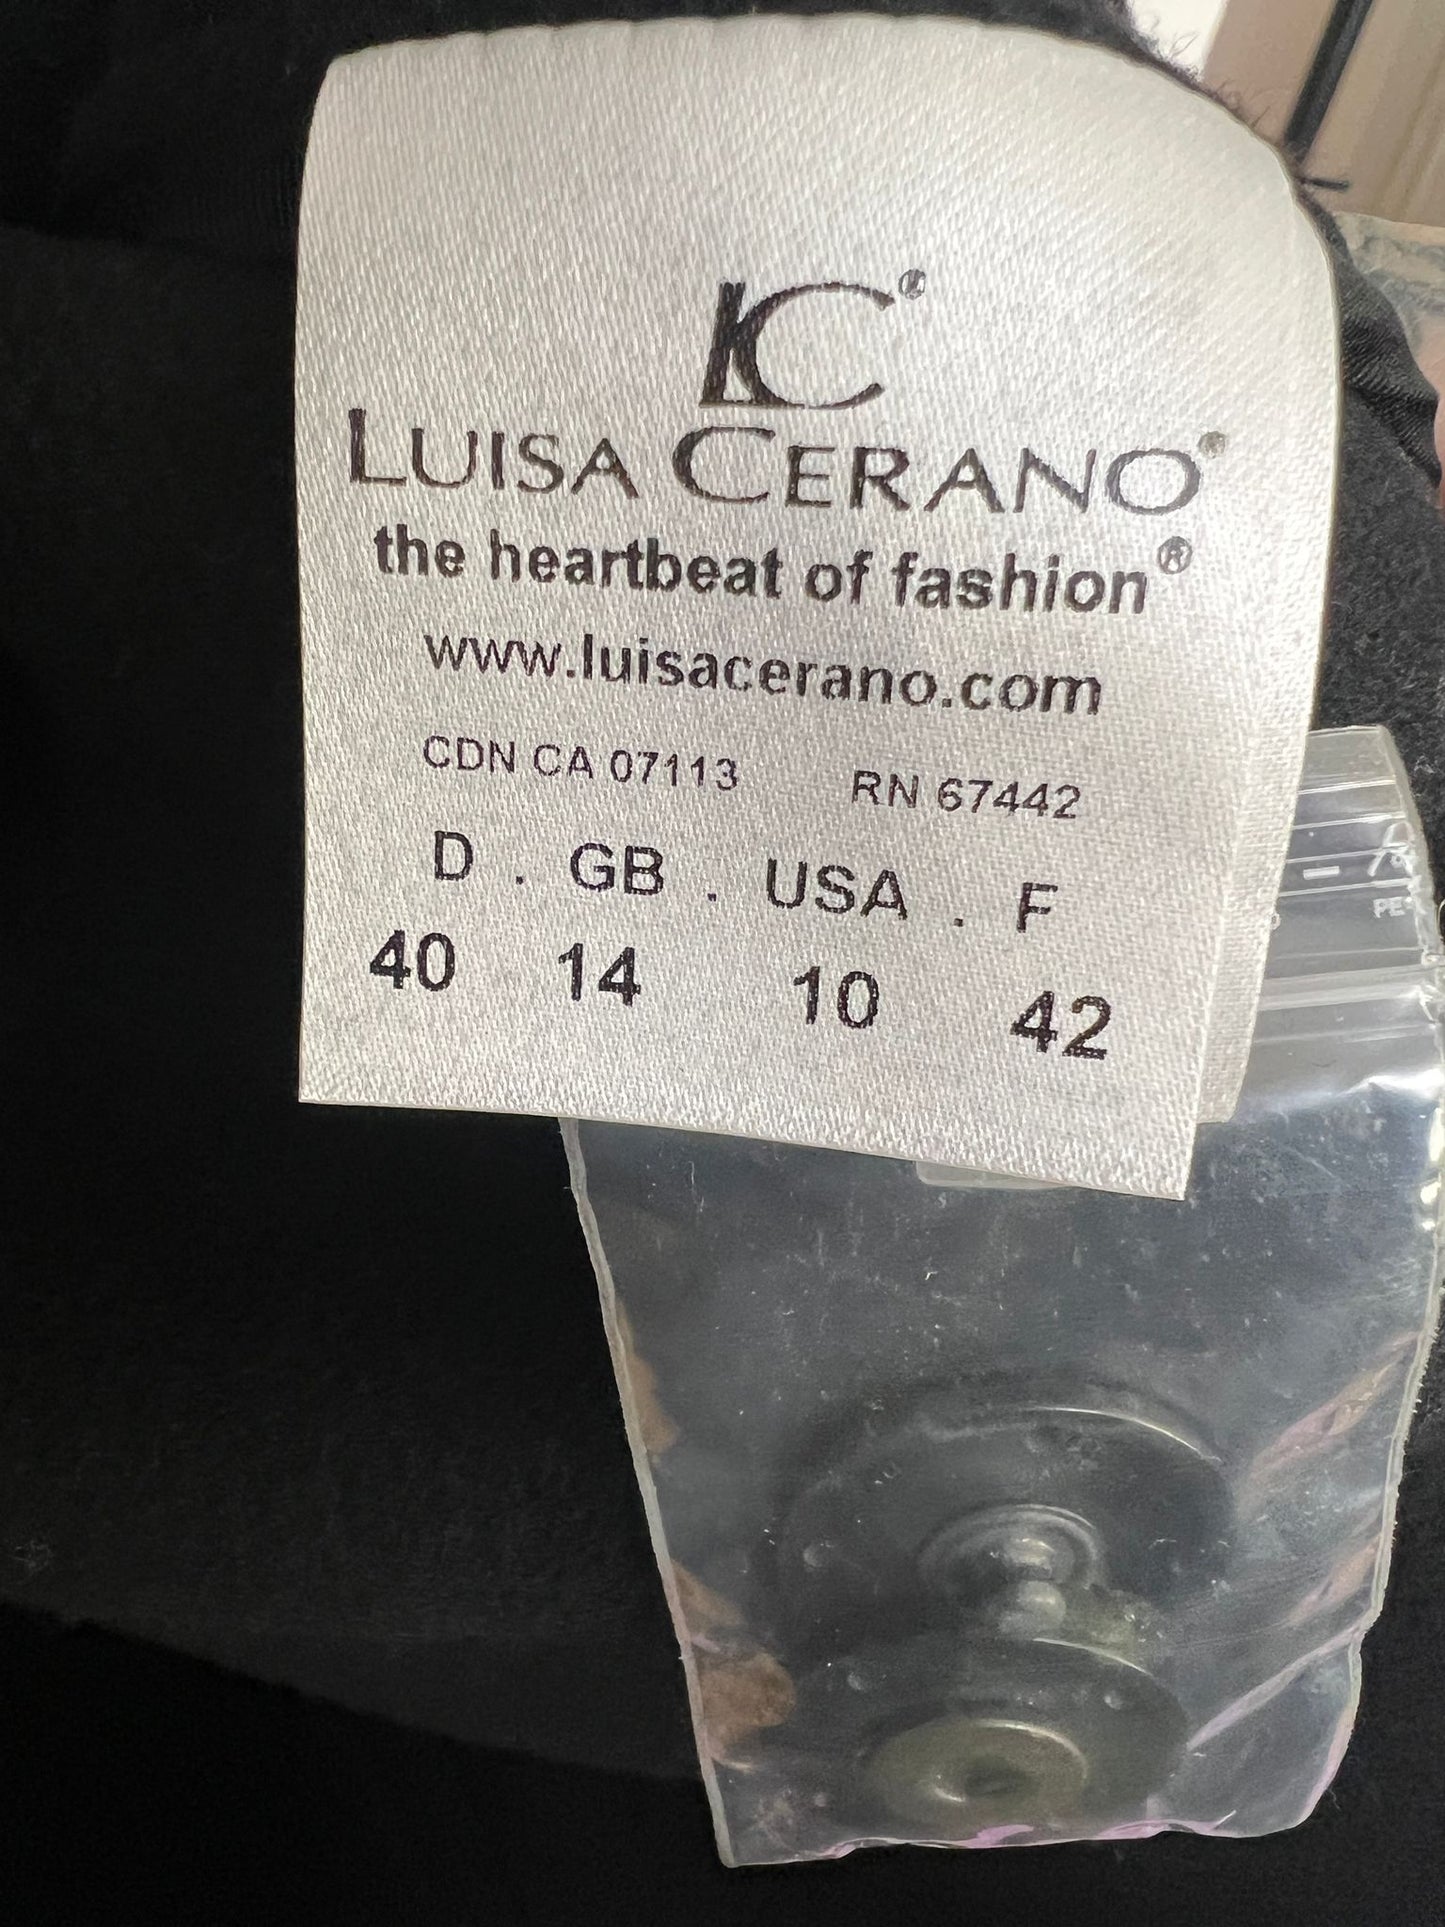 LC®
LUISA CERANO®
the heartbeat of fashion®
www.luisacerano.com
CDN CA 07113 RN 67442
D . GB . USA . F
40 14 10 42
PE